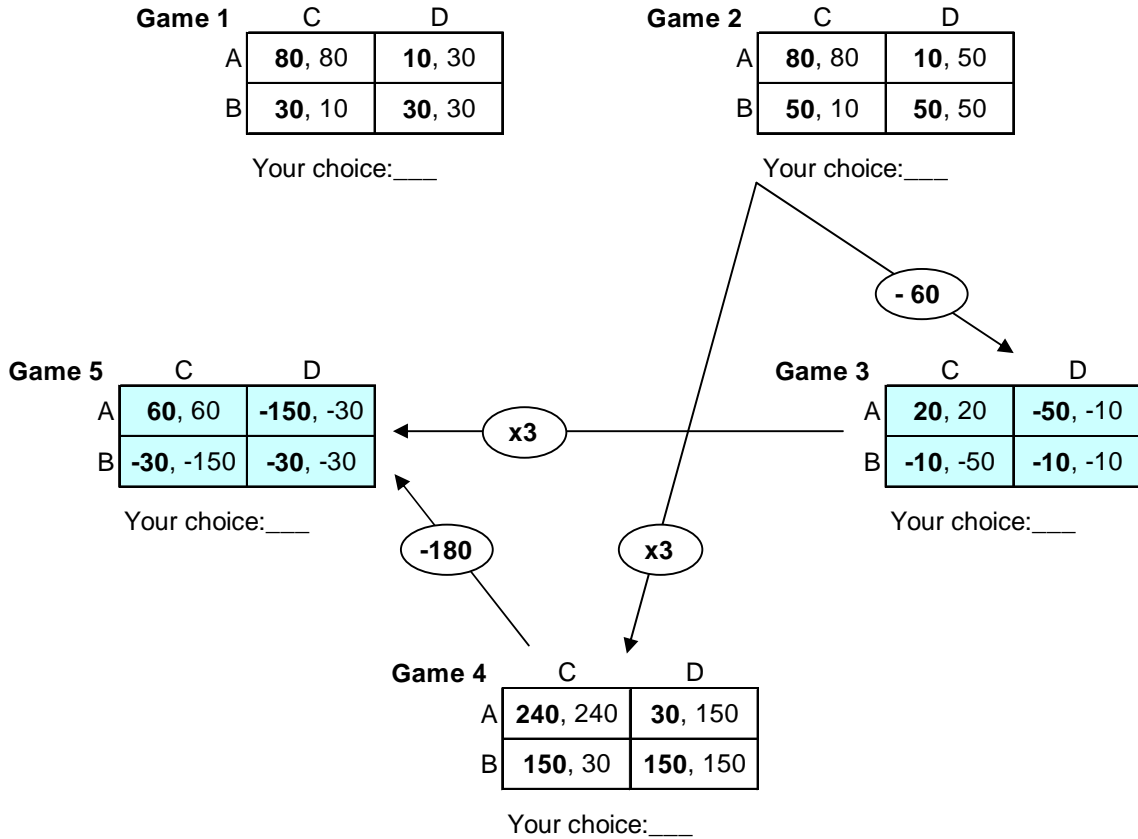 Game 1 C D
A 80, 80 10, 30
B 30, 10 30, 30
Your choice:___
Game 2 C D
A 80, 80 10, 50
B 50, 10 50, 50
Your choice:___
- 60
Game 5 C D
A 60, 60 -150, -30
B -30, -150 -30, -30
Your choice:___
x3
Game 3 C D
A 20, 20 -50, -10
B -10, -50 -10, -10
Your choice:___
-180
x3
Game 4 C D
A 240, 240 30, 150
B 150, 30 150, 150
Your choice:___